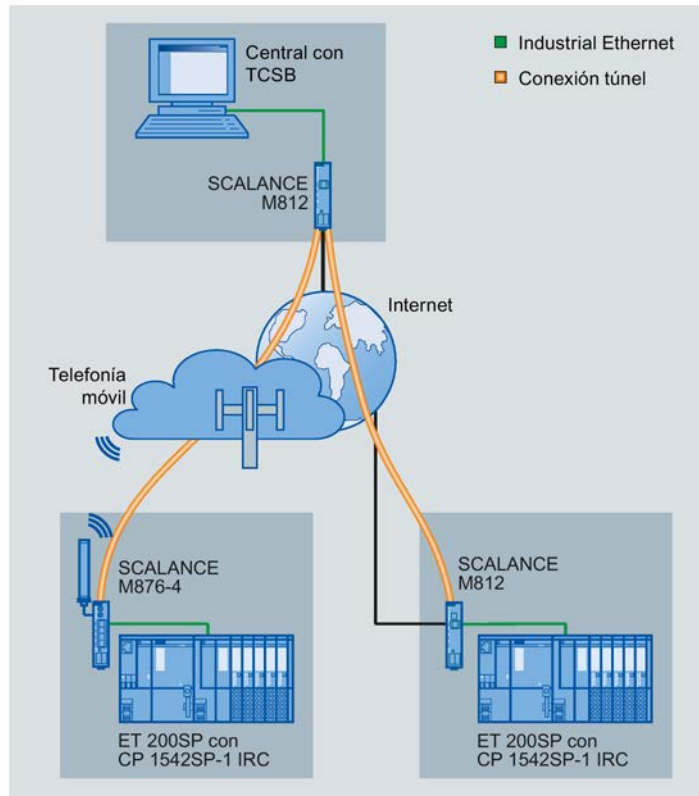 Central con
TCSB
Industrial Ethernet
Conexión túnel
SCALANCE
M812
Internet
Telefonía
móvil
SCALANCE
M876-4
SCALANCE
M812
ET 200SP con
CP 1542SP-1 IRC
ET 200SP con
CP 1542SP-1 IRC